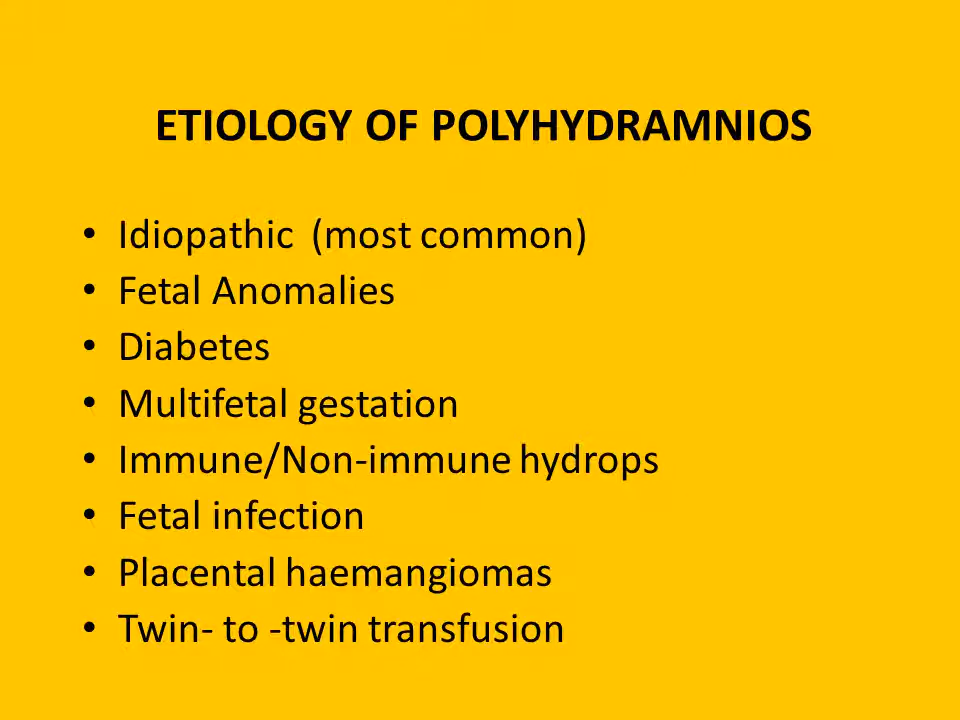 ETIOLOGY OF POLYHYDRAMNIOS
• Idiopathic  (most common)
• Fetal Anomalies
• Diabetes
• Multifetal gestation
• Immune/Non-immune hydrops
• Fetal infection
• Placental haemangiomas
• Twin- to -twin transfusion